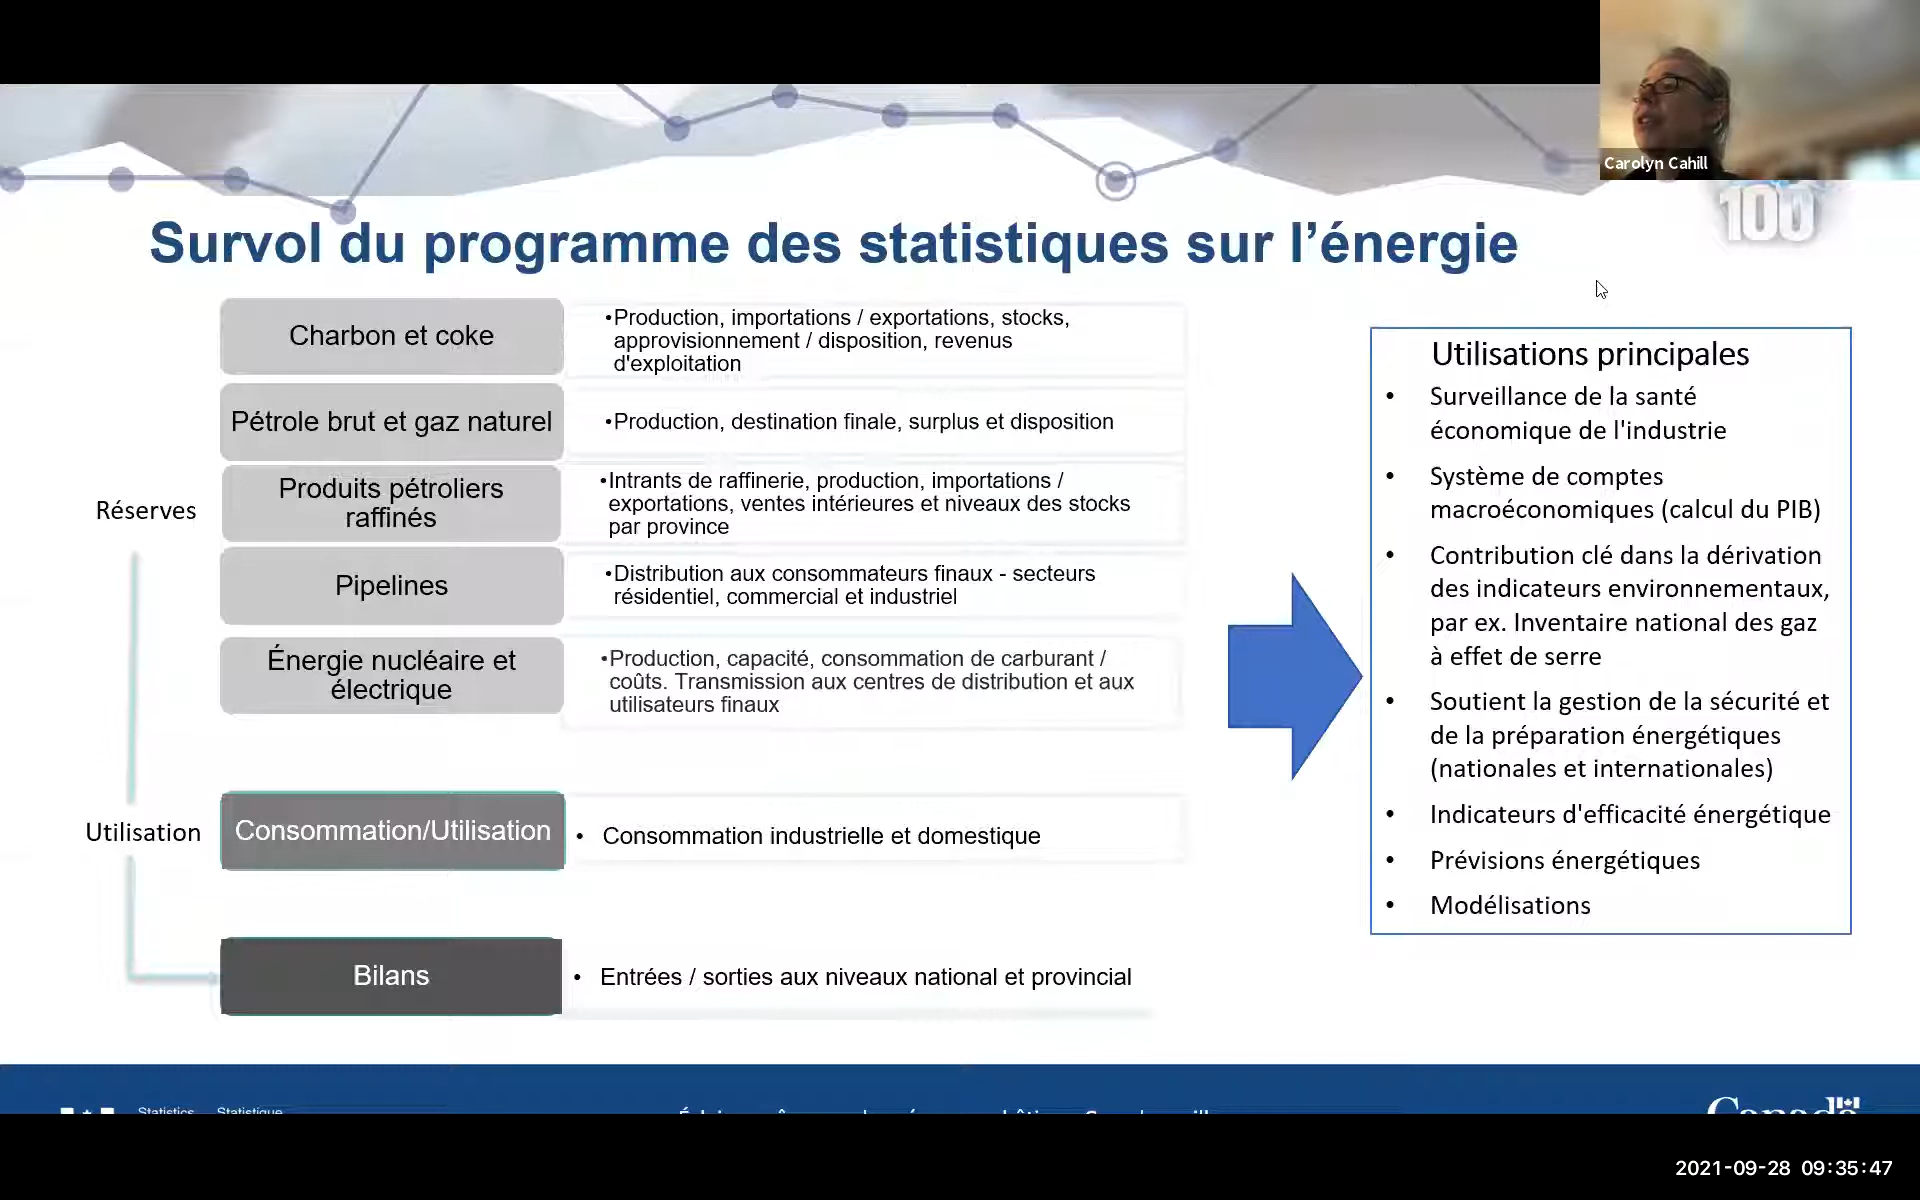 Carolyn Cahill
100
Survol du programme des statistiques sur l’énergie
Réserves
Charbon et coke
•Production, importations / exportations, stocks,
approvisionnement / disposition, revenus
d'exploitation
Pétrole brut et gaz naturel
•Production, destination finale, surplus et disposition
Produits pétroliers
raffinés
•Intrants de raffinerie, production, importations /
exportations, ventes intérieures et niveaux des stocks
par province
Pipelines
•Distribution aux consommateurs finaux - secteurs
résidentiel, commercial et industriel
Énergie nucléaire et
électrique
•Production, capacité, consommation de carburant /
coûts. Transmission aux centres de distribution et aux
utilisateurs finaux
Utilisation
Consommation/Utilisation
• Consommation industrielle et domestique
Bilans
• Entrées / sorties aux niveaux national et provincial
Utilisations principales
• Surveillance de la santé
économique de l'industrie
• Système de comptes
macroéconomiques (calcul du PIB)
• Contribution clé dans la dérivation
des indicateurs environnementaux,
par ex. Inventaire national des gaz
à effet de serre
• Soutient la gestion de la sécurité et
de la préparation énergétiques
(nationales et internationales)
• Indicateurs d'efficacité énergétique
• Prévisions énergétiques
• Modélisations
Statistics Statistique
Canada
2021-09-28 09:35:47